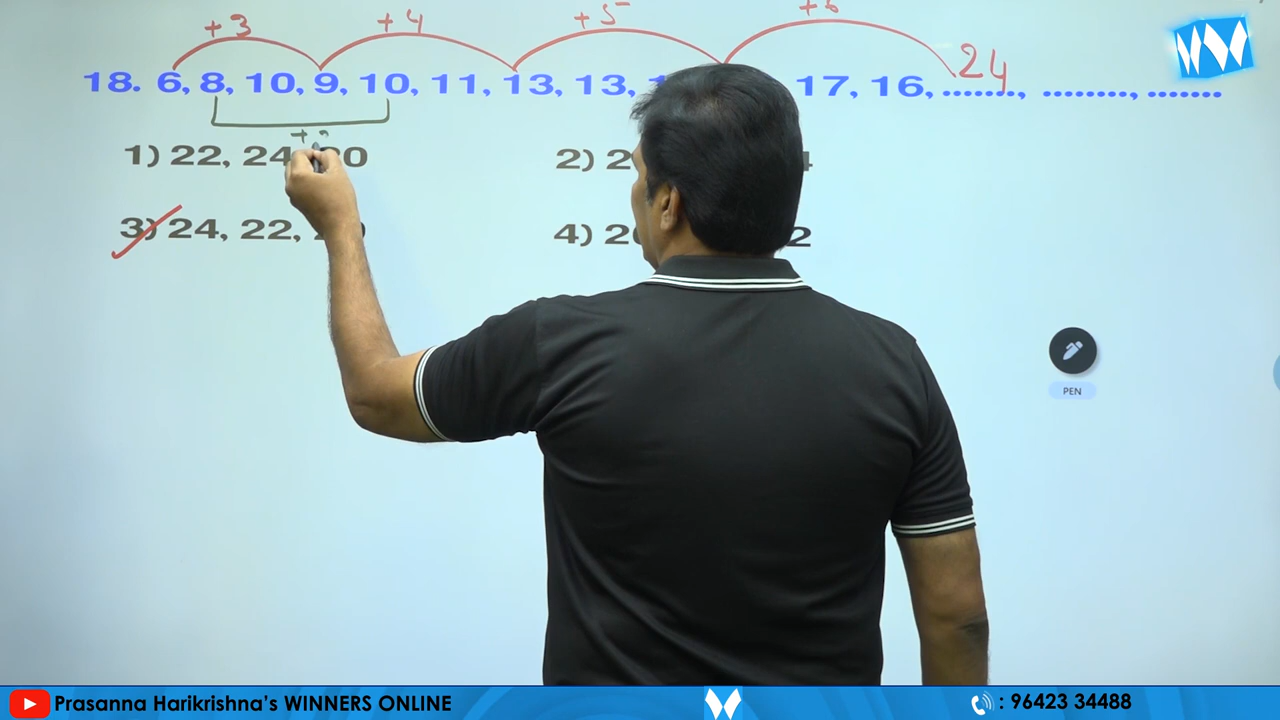 +3 +4 +5 +6
18. 6, 8, 10, 9, 10, 11, 13, 13, 17, 16, ......., ........, ....... 24
+
1) 22, 24, 20 2)
3) 24, 22, 4)
PEN
Prasanna Harikrishna's WINNERS ONLINE : 96423 34488